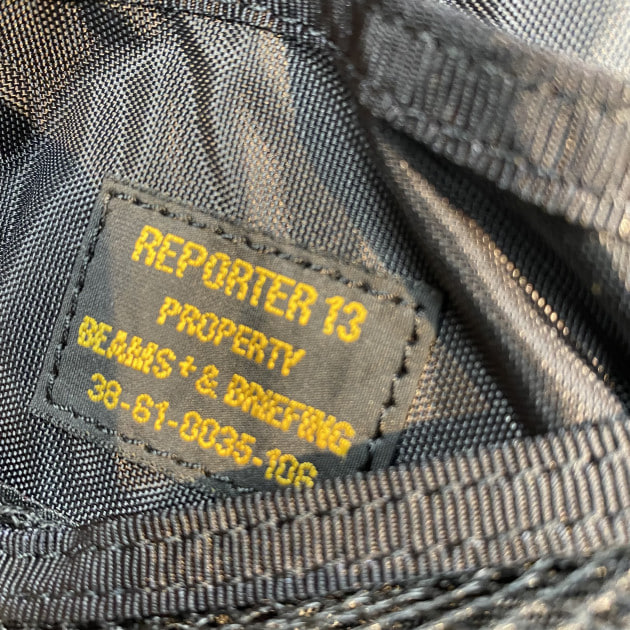 REPORTER 13
PROPERTY
BEAMS+& BRIEFING
38-61-0035-106